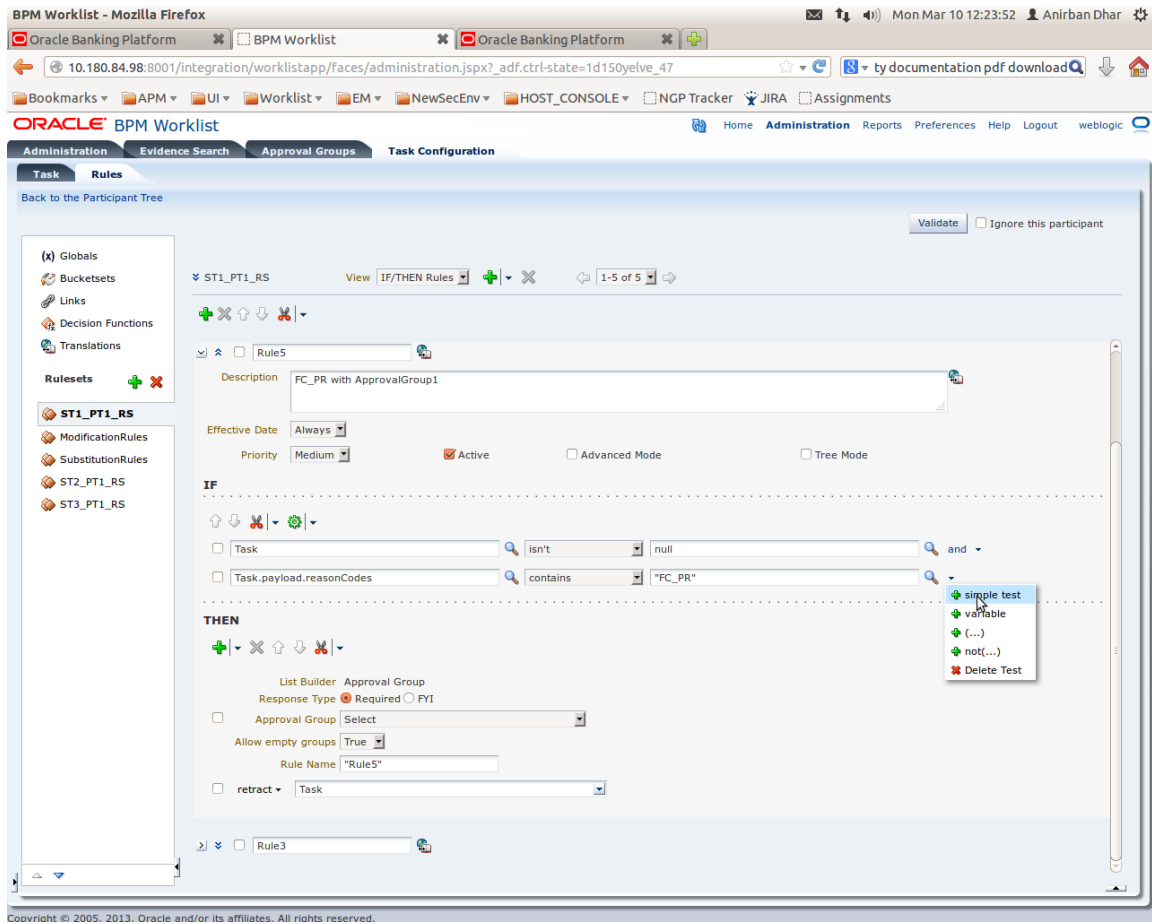 BPM Worklist - Mozilla Firefox
Mon Mar 10 12:23:52 Anirban Dhar
Oracle Banking Platform
BPM Worklist
Oracle Banking Platform
10.180.84.98:8001/integration/worklistapp/faces/administration.jspx?_adf.ctrl-state=1d150yelve_47
ty documentation pdf download
Bookmarks APM UI Worklist EM NewSecEnv HOST_CONSOLE NGP Tracker JIRA Assignments
ORACLE BPM Worklist
Home Administration Reports Preferences Help Logout weblogic
Administration Evidence Search Approval Groups Task Configuration
Task Rules
Back to the Participant Tree
Validate Ignore this participant
(x) Globals
Bucketsets
Links
Decision Functions
Translations
Rulesets
ST1_PT1_RS
ModificationRules
SubstitutionRules
ST2_PT1_RS
ST3_PT1_RS
ST1_PT1_RS View IF/THEN Rules 1-5 of 5
Rule5
Description FC_PR with ApprovalGroup1
Effective Date Always
Priority Medium Active Advanced Mode Tree Mode
IF
Task isn't null and
Task.payload.reasonCodes contains "FC_PR"
simple test
variable
(...)
not(...)
Delete Test
THEN
List Builder Approval Group
Response Type Required FYI
Approval Group Select
Allow empty groups True
Rule Name "Rule5"
retract Task
Rule3
Copyright © 2005, 2013, Oracle and/or its affiliates. All rights reserved.